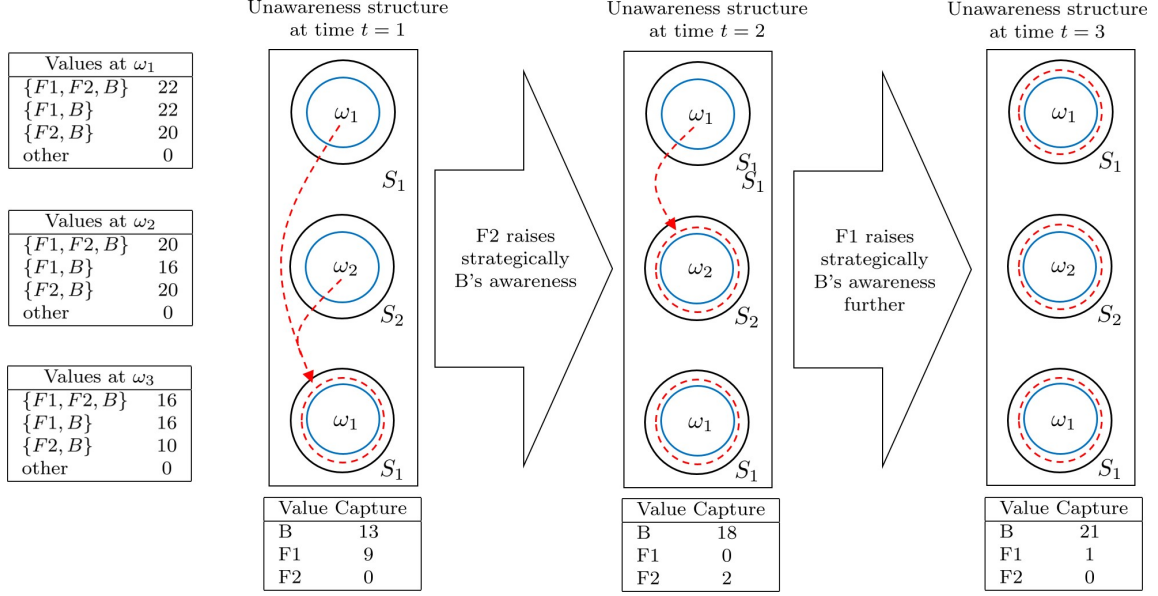 Unawareness structure
at time t = 1
Unawareness structure
at time t = 2
Unawareness structure
at time t = 3
Values at ω₁
{F1, F2, B} 22
{F1, B} 22
{F2, B} 20
other 0
Values at ω₂
{F1, F2, B} 20
{F1, B} 16
{F2, B} 20
other 0
Values at ω₃
{F1, F2, B} 16
{F1, B} 16
{F2, B} 10
other 0
ω₁
S₁
ω₂
S₂
ω₁
S₁
F2 raises
strategically
B's awareness
ω₁
S₁
S₁
ω₂
S₂
ω₁
S₁
F1 raises
strategically
B's awareness
further
ω₁
S₁
ω₂
S₂
ω₁
S₁
Value Capture
B 13
F1 9
F2 0
Value Capture
B 18
F1 0
F2 2
Value Capture
B 21
F1 1
F2 0